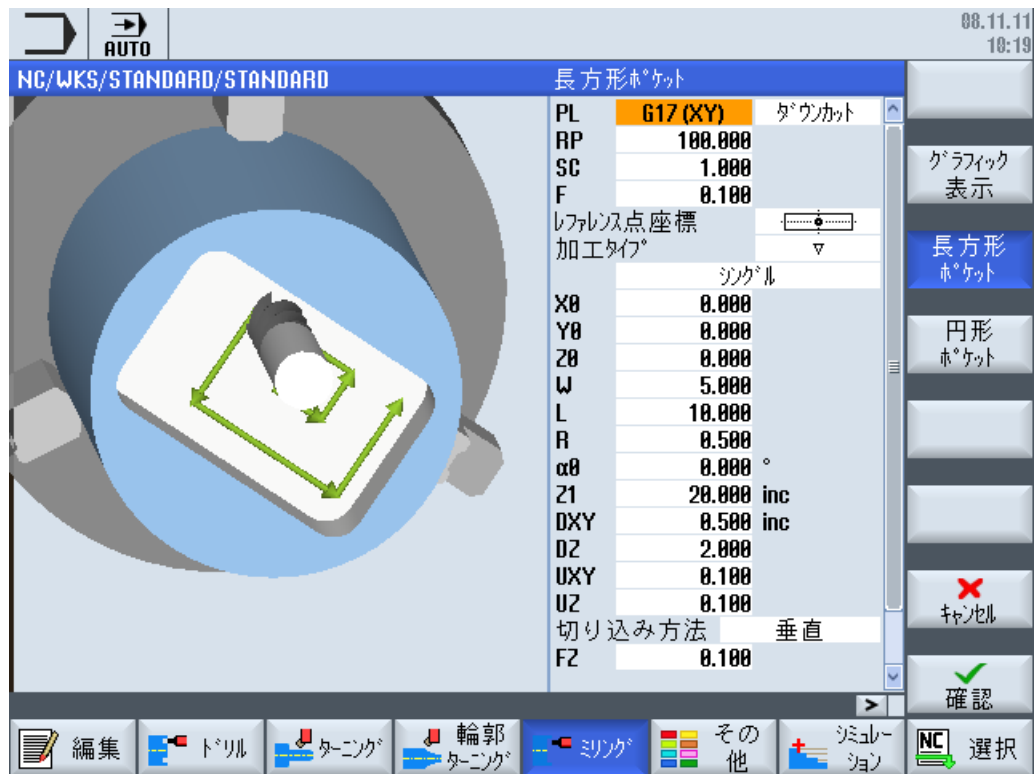 AUTO
08.11.11
10:19
NC/WKS/STANDARD/STANDARD
長方形ﾎﾟｹｯﾄ
PL G17 (XY) ﾀﾞｳﾝｶｯﾄ
RP 100.000
SC 1.000
F 0.100
ﾚﾌｧﾚﾝｽ点座標
加工ﾀｲﾌﾟ
ｼﾝｸﾞﾙ
X0 0.000
Y0 0.000
Z0 0.000
W 5.000
L 10.000
R 0.500
α0 0.000 °
Z1 20.000 inc
DXY 0.500 inc
DZ 2.000
UXY 0.100
UZ 0.100
切り込み方法 垂直
FZ 0.100
ｸﾞﾗﾌｨｯｸ
表示
長方形
ﾎﾟｹｯﾄ
円形
ﾎﾟｹｯﾄ
ｷｬﾝｾﾙ
確認
>
編集
ﾄﾞﾘﾙ
ﾀｰﾆﾝｸﾞ
輪郭
ﾀｰﾆﾝｸﾞ
ﾐﾘﾝｸﾞ
その
他
ｼﾐｭﾚｰ
ｼｮﾝ
NC 選択